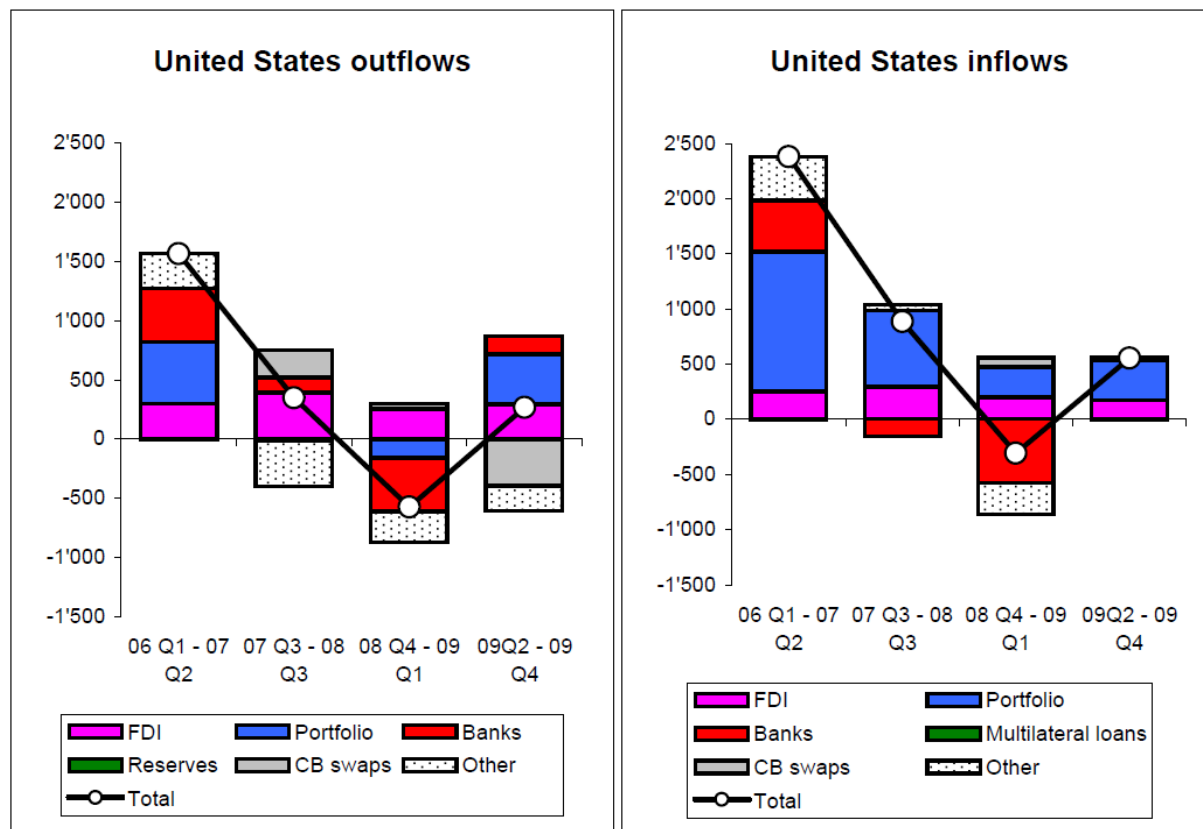 United States outflows
2'500
2'000
1'500
1'000
500
0
-500
-1'000
-1'500
06 Q1 - 07 Q2
07 Q3 - 08 Q3
08 Q4 - 09 Q1
09Q2 - 09 Q4
FDI
Portfolio
Banks
Reserves
CB swaps
Other
Total
United States inflows
2'500
2'000
1'500
1'000
500
0
-500
-1'000
-1'500
06 Q1 - 07 Q2
07 Q3 - 08 Q3
08 Q4 - 09 Q1
09Q2 - 09 Q4
FDI
Portfolio
Banks
Multilateral loans
CB swaps
Other
Total